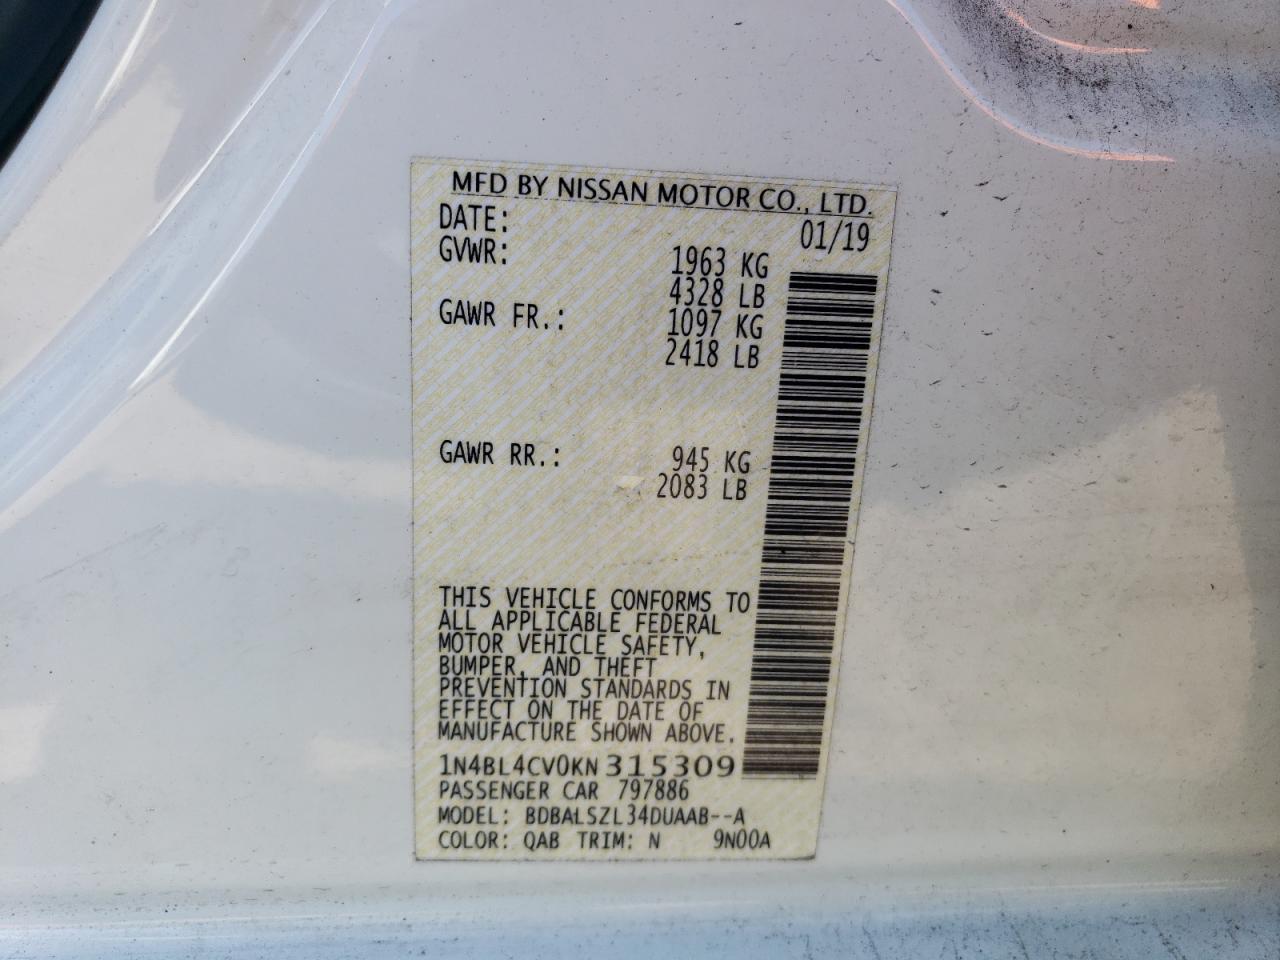 MFD BY NISSAN MOTOR CO., LTD.
DATE: 01/19
GVWR: 1963 KG
4328 LB
GAWR FR.: 1097 KG
2418 LB
GAWR RR.: 945 KG
2083 LB
THIS VEHICLE CONFORMS TO
ALL APPLICABLE FEDERAL
MOTOR VEHICLE SAFETY,
BUMPER, AND THEFT
PREVENTION STANDARDS IN
EFFECT ON THE DATE OF
MANUFACTURE SHOWN ABOVE.
1N4BL4CV0KN315309
PASSENGER CAR 797886
MODEL: BDBALSZL34DUAAB--A
COLOR: QAB TRIM: N 9N00A